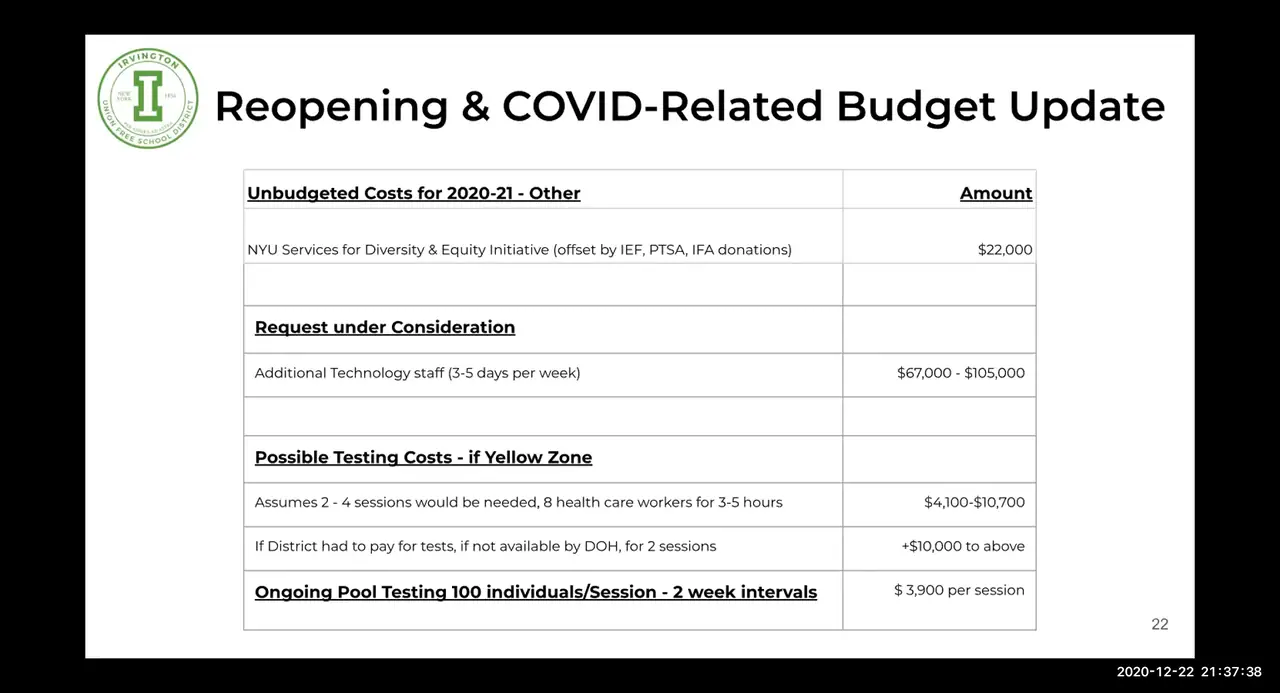 IRVINGTON
NEW YORK
UNION FREE SCHOOL DISTRICT
I
Reopening & COVID-Related Budget Update
Unbudgeted Costs for 2020-21 - Other Amount
NYU Services for Diversity & Equity Initiative (offset by IEF, PTSA, IFA donations) $22,000
Request under Consideration
Additional Technology staff (3-5 days per week) $67,000 - $105,000
Possible Testing Costs - if Yellow Zone
Assumes 2 - 4 sessions would be needed, 8 health care workers for 3-5 hours $4,100-$10,700
If District had to pay for tests, if not available by DOH, for 2 sessions +$10,000 to above
Ongoing Pool Testing 100 individuals/Session - 2 week intervals $ 3,900 per session
22
2020-12-22 21:37:38